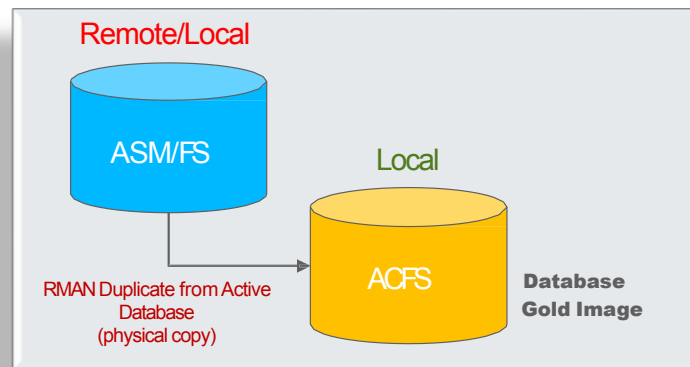 Remote/Local
ASM/FS
Local
ACFS
RMAN Duplicate from Active
Database
(physical copy)
Database
Gold Image